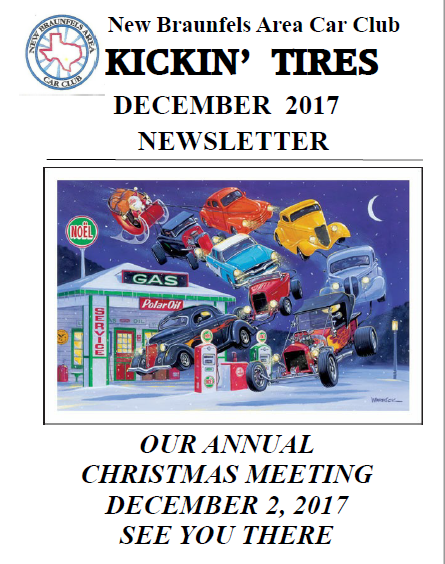 NEW BRAUNFELS AREA
CAR CLUB
New Braunfels Area Car Club
KICKIN' TIRES
DECEMBER 2017
NEWSLETTER
NOËL
GAS
Polar Oil
SERVICE
OUR ANNUAL
CHRISTMAS MEETING
DECEMBER 2, 2017
SEE YOU THERE